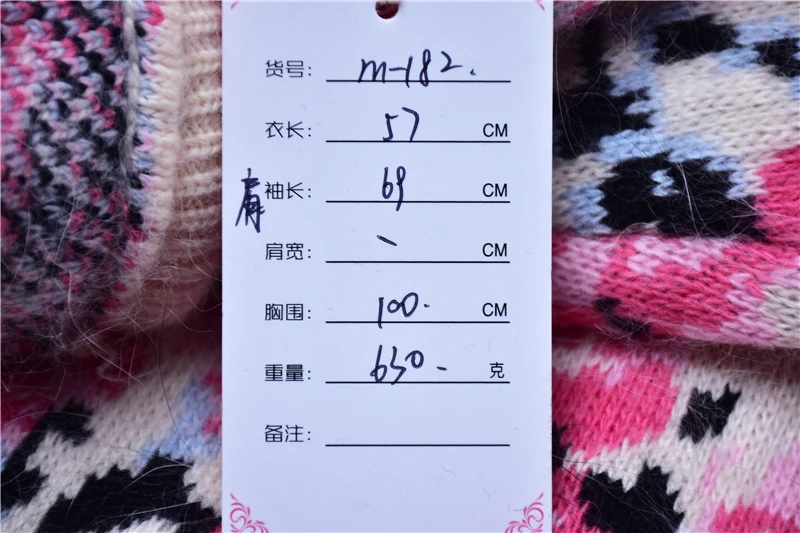 货号: m-182.
衣长: 57 CM
肩袖长: 69 CM
肩宽: - CM
胸围: 100. CM
重量: 630. 克
备注: